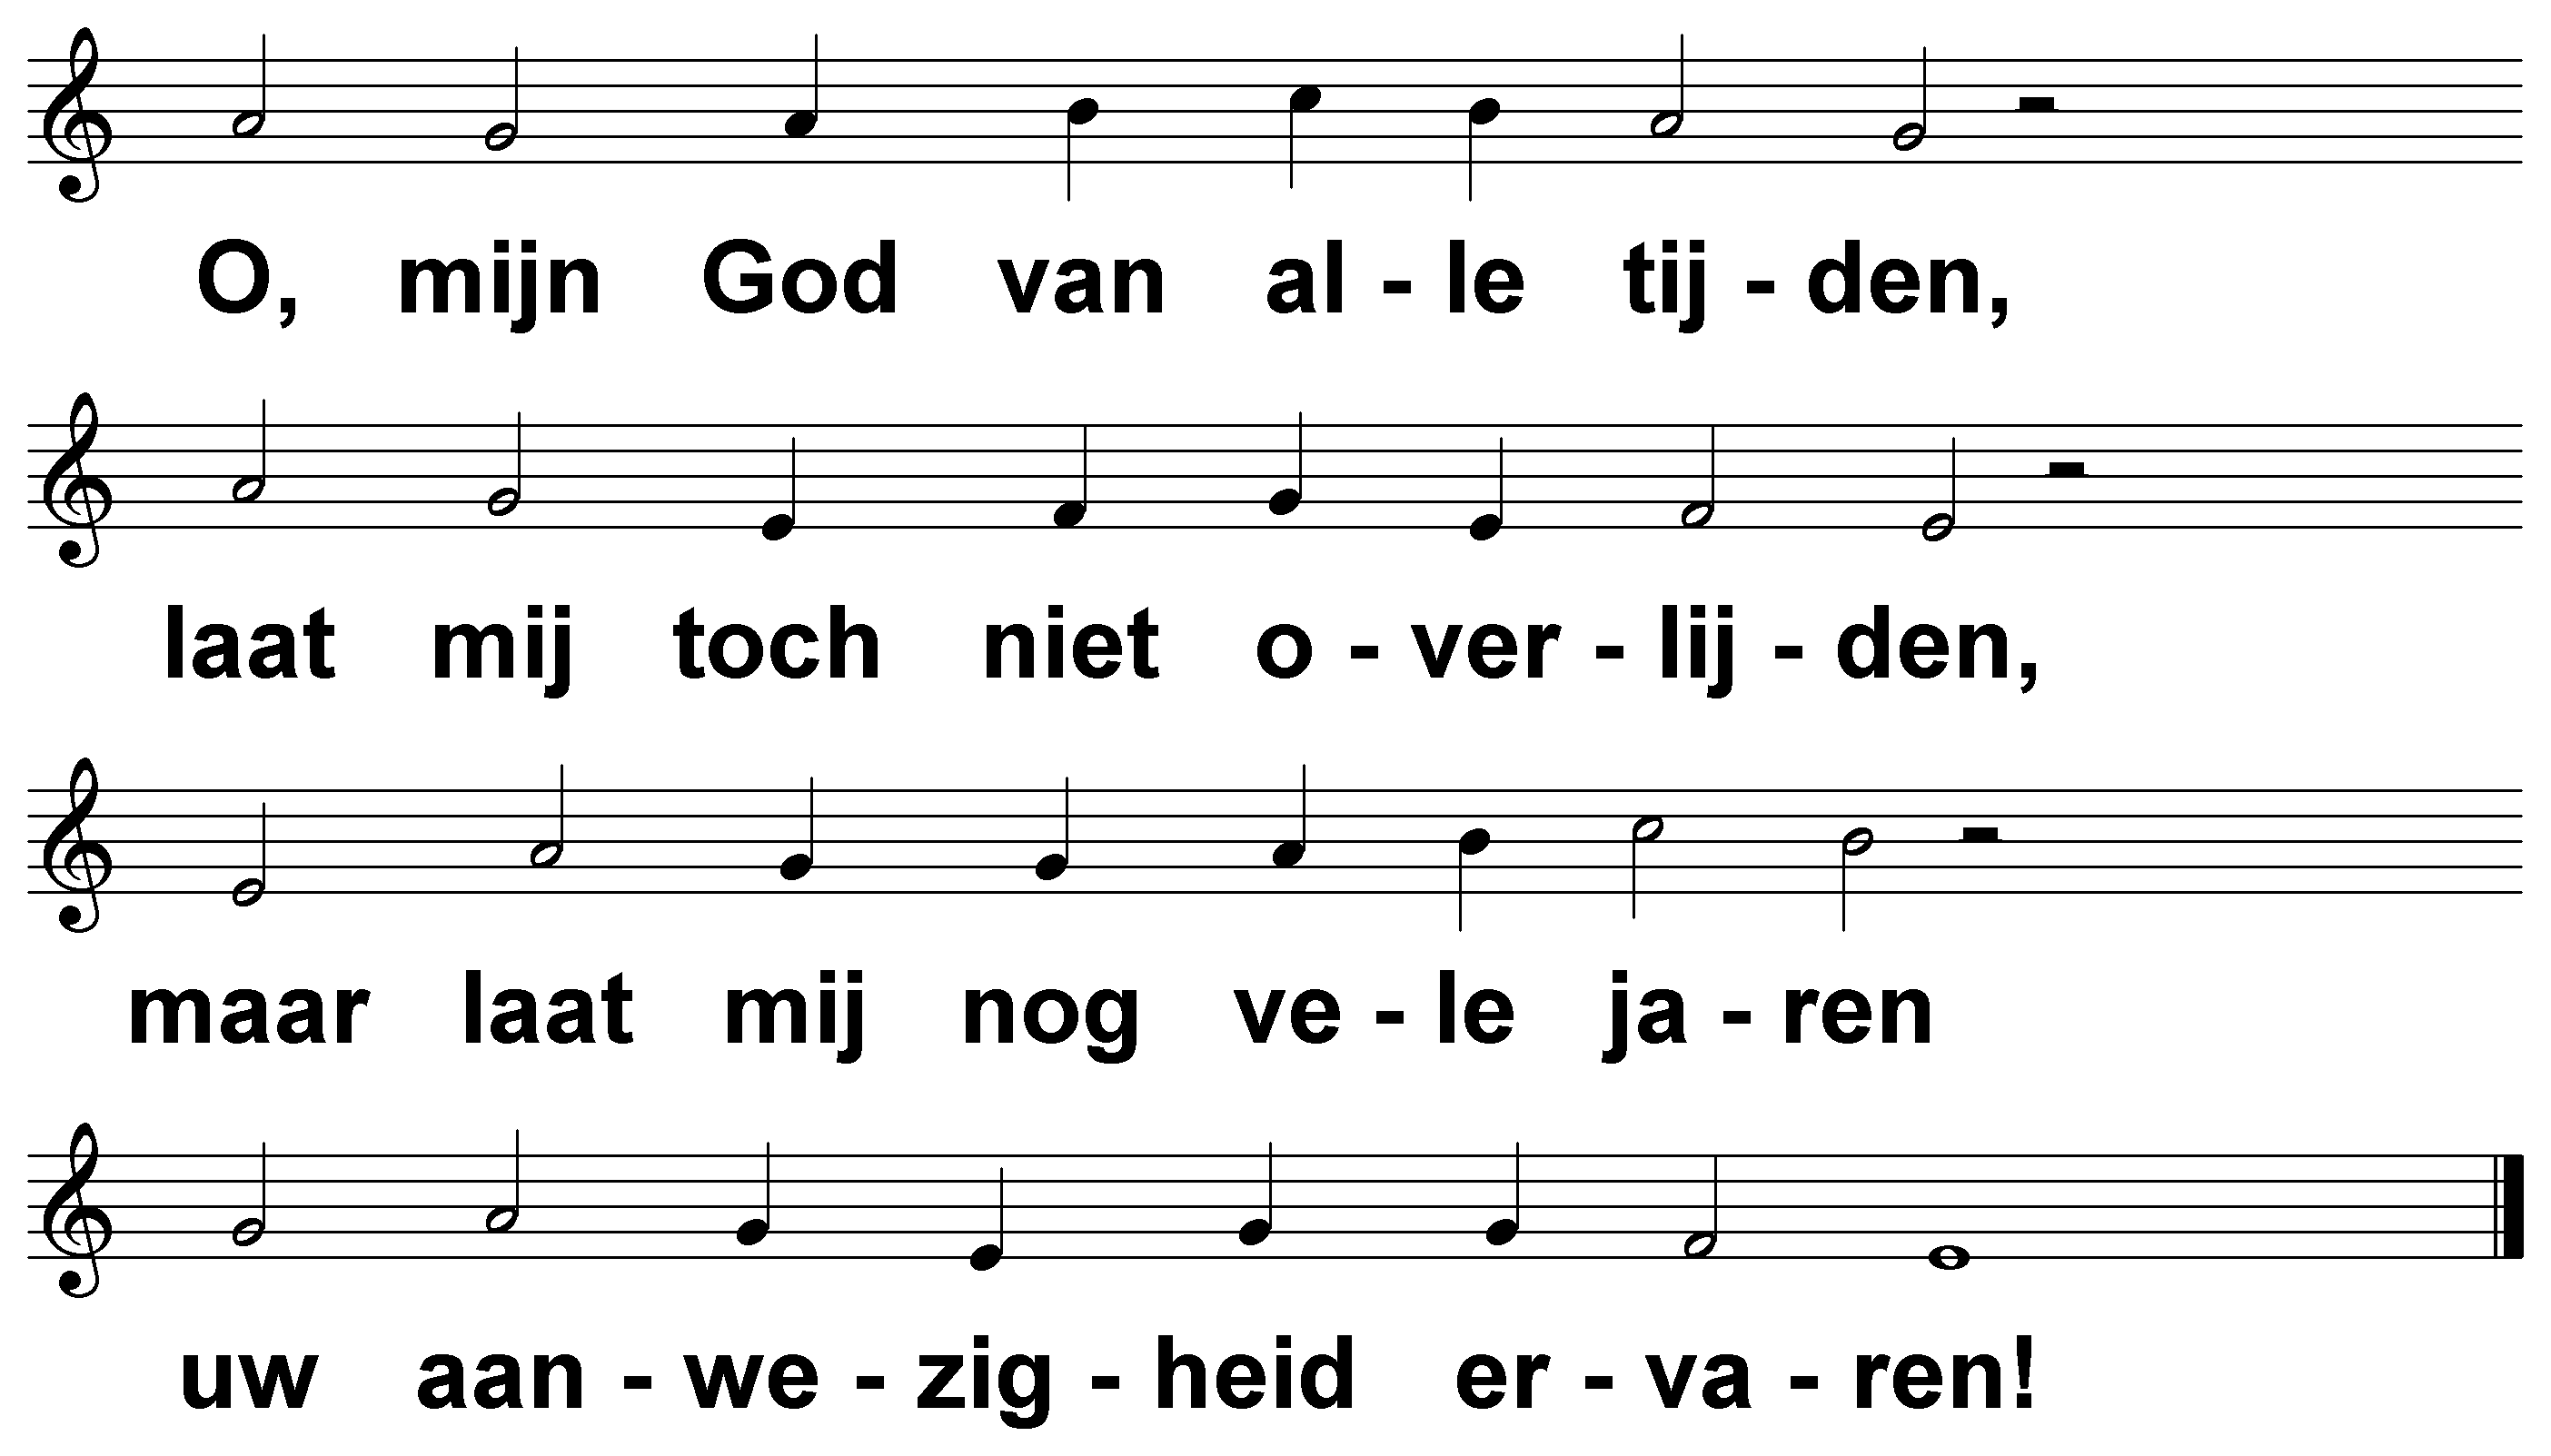 O, mijn God van al - le tij - den,
laat mij toch niet o - ver - lij - den,
maar laat mij nog ve - le ja - ren
uw aan - we - zig - heid er - va - ren!